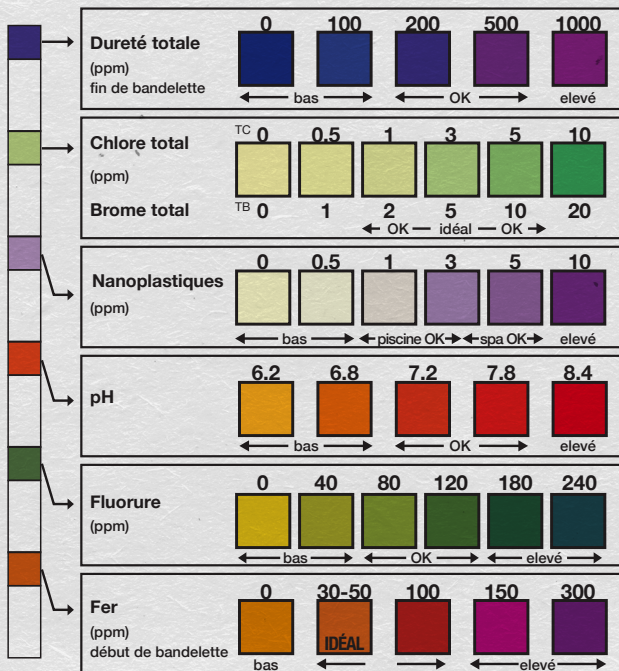 0 100 200 500 1000
Dureté totale
(ppm)
fin de bandelette
bas OK elevé
TC 0 0.5 1 3 5 10
Chlore total
(ppm)
Brome total
TB 0 1 2 5 10 20
OK idéal OK
0 0.5 1 3 5 10
Nanoplastiques
(ppm)
bas piscine OK spa OK elevé
6.2 6.8 7.2 7.8 8.4
pH
bas OK elevé
0 40 80 120 180 240
Fluorure
(ppm)
bas OK elevé
0 30-50 100 150 300
Fer
(ppm)
IDÉAL
début de bandelette
bas elevé